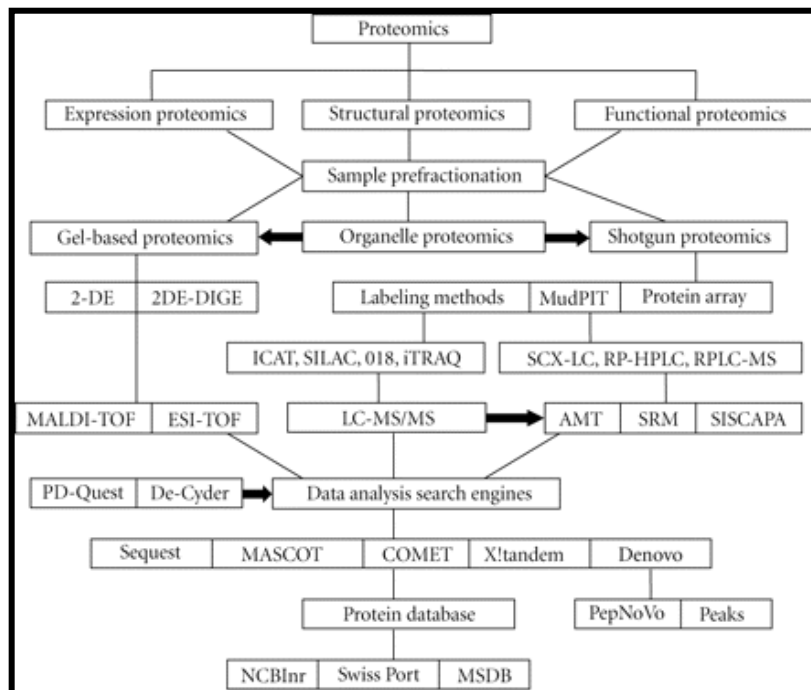 Proteomics
Expression proteomics
Structural proteomics
Functional proteomics
Sample prefractionation
Gel-based proteomics
Organelle proteomics
Shotgun proteomics
2-DE
2DE-DIGE
Labeling methods
MudPIT
Protein array
ICAT, SILAC, 018, iTRAQ
SCX-LC, RP-HPLC, RPLC-MS
MALDI-TOF
ESI-TOF
LC-MS/MS
AMT
SRM
SISCAPA
PD-Quest
De-Cyder
Data analysis search engines
Sequest
MASCOT
COMET
X!tandem
Denovo
Protein database
PepNoVo
Peaks
NCBInr
Swiss Port
MSDB